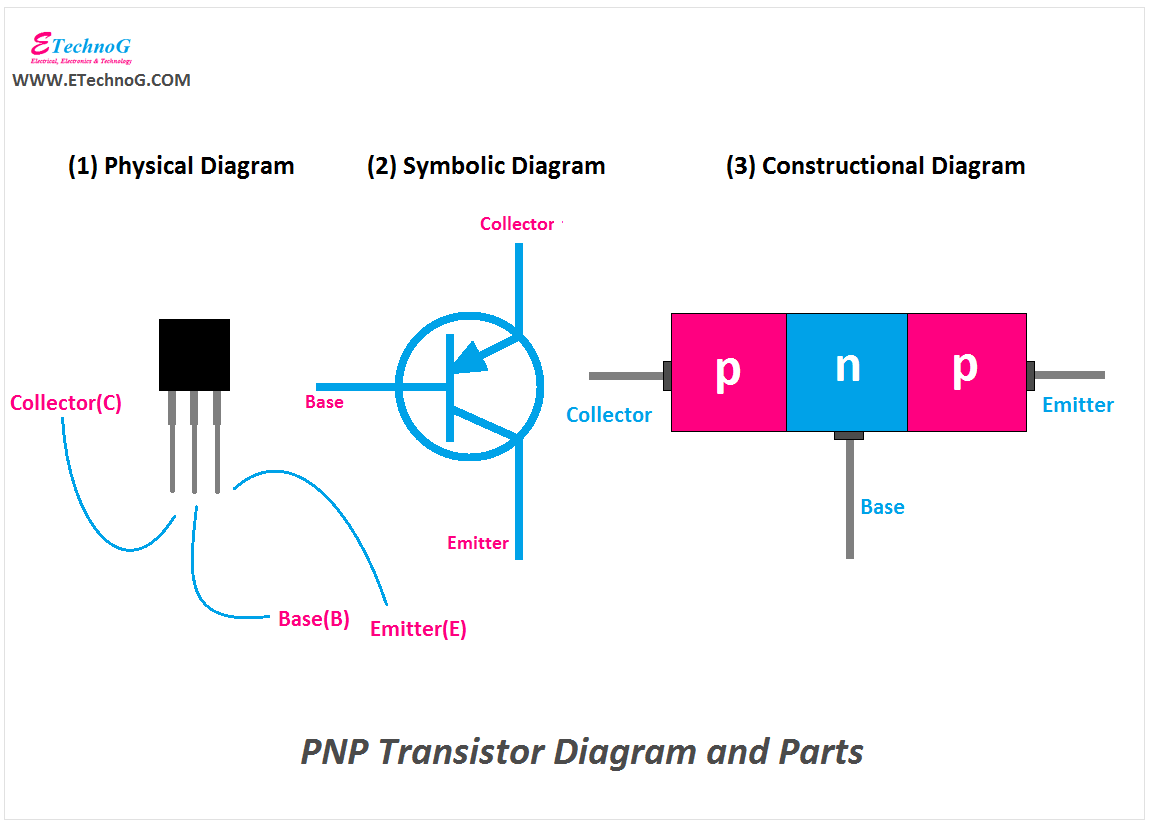 ETechnoG
Electrical, Electronics & Technology
WWW.ETechnoG.COM
(1) Physical Diagram
(2) Symbolic Diagram
(3) Constructional Diagram
Collector(C)
Base(B)
Emitter(E)
Collector
Base
Emitter
p n p
Collector
Emitter
Base
PNP Transistor Diagram and Parts